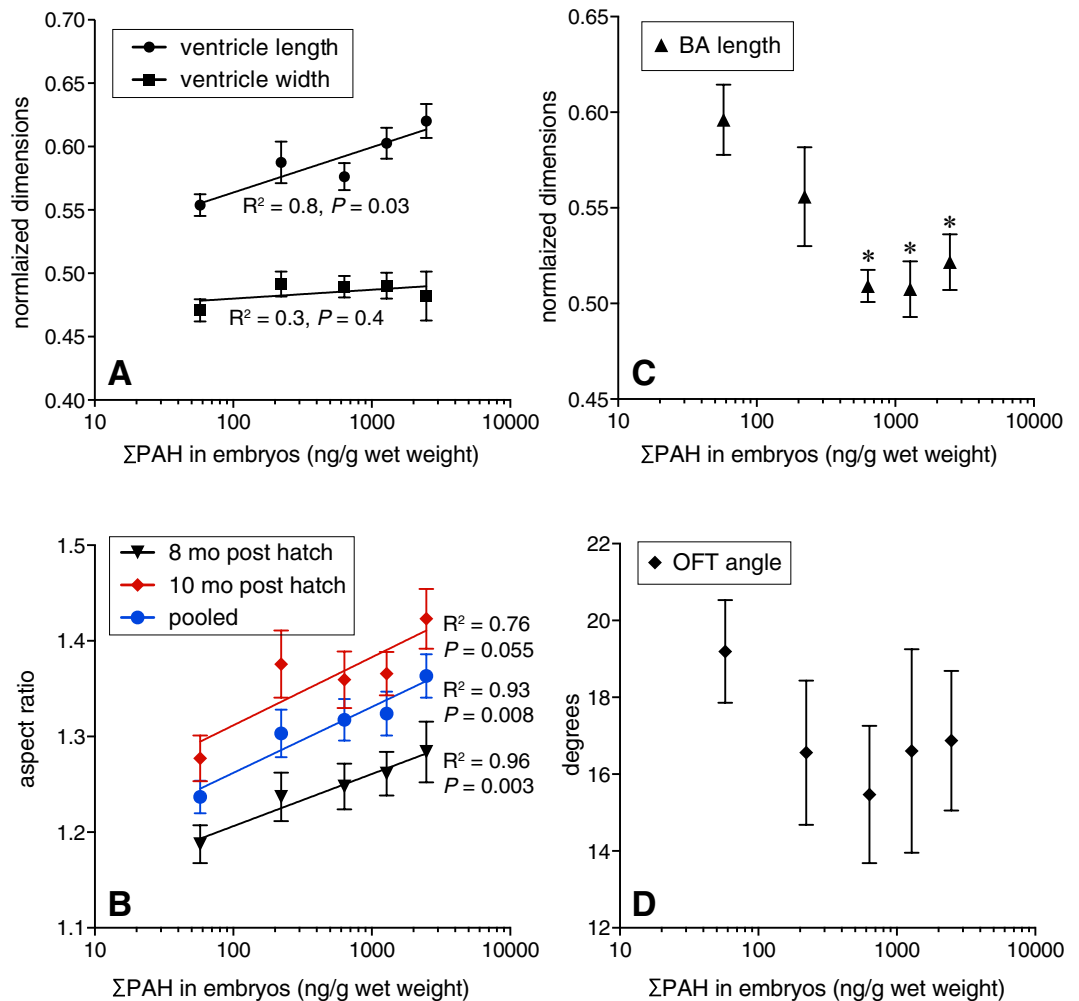 0.70
0.65
0.60
0.55
0.50
0.45
0.40
normlaized dimensions
ventricle length
ventricle width
R² = 0.8, P = 0.03
R² = 0.3, P = 0.4
A
10
100
1000
10000
ΣPAH in embryos (ng/g wet weight)
0.65
0.60
0.55
0.50
0.45
normlaized dimensions
BA length
*
*
*
C
10
100
1000
10000
ΣPAH in embryos (ng/g wet weight)
1.5
1.4
1.3
1.2
1.1
aspect ratio
8 mo post hatch
10 mo post hatch
pooled
R² = 0.76
P = 0.055
R² = 0.93
P = 0.008
R² = 0.96
P = 0.003
B
10
100
1000
10000
ΣPAH in embryos (ng/g wet weight)
22
20
18
16
14
12
degrees
OFT angle
D
10
100
1000
10000
ΣPAH in embryos (ng/g wet weight)